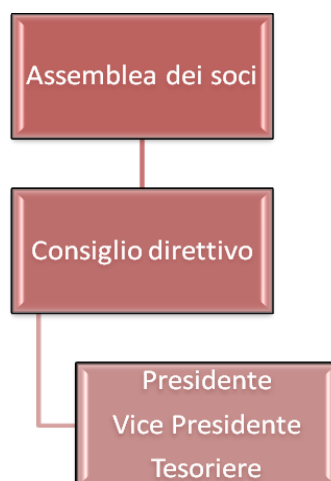 Assemblea dei soci
Consiglio direttivo
Presidente
Vice Presidente
Tesoriere